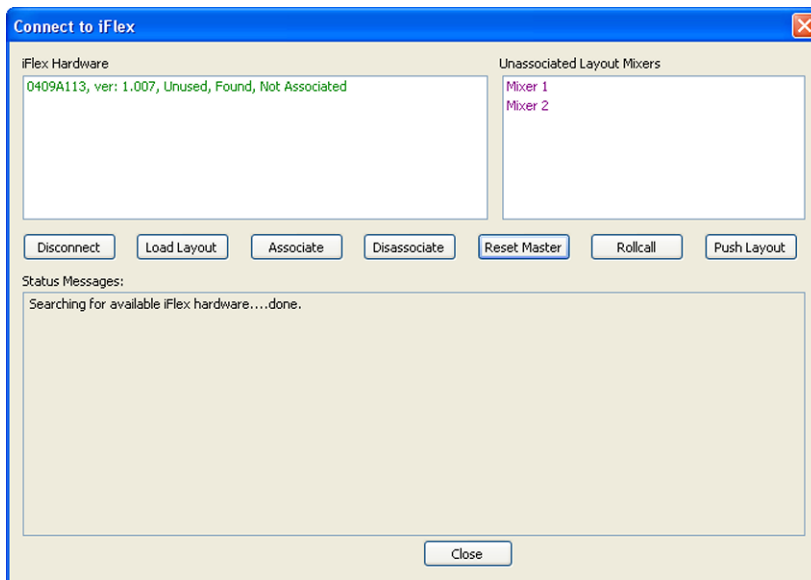 Connect to iFlex
iFlex Hardware
Unassociated Layout Mixers
0409A113, ver: 1.007, Unused, Found, Not Associated
Mixer 1
Mixer 2
Disconnect
Load Layout
Associate
Disassociate
Reset Master
Rollcall
Push Layout
Status Messages:
Searching for available iFlex hardware....done.
Close